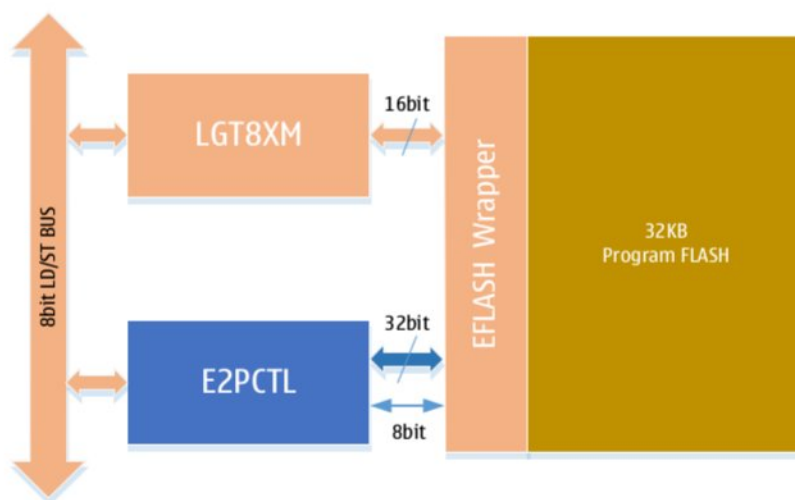 8bit LD/ST BUS
LGT8XM
16bit
EFLASH Wrapper
32KB
Program FLASH
E2PCTL
32bit
8bit